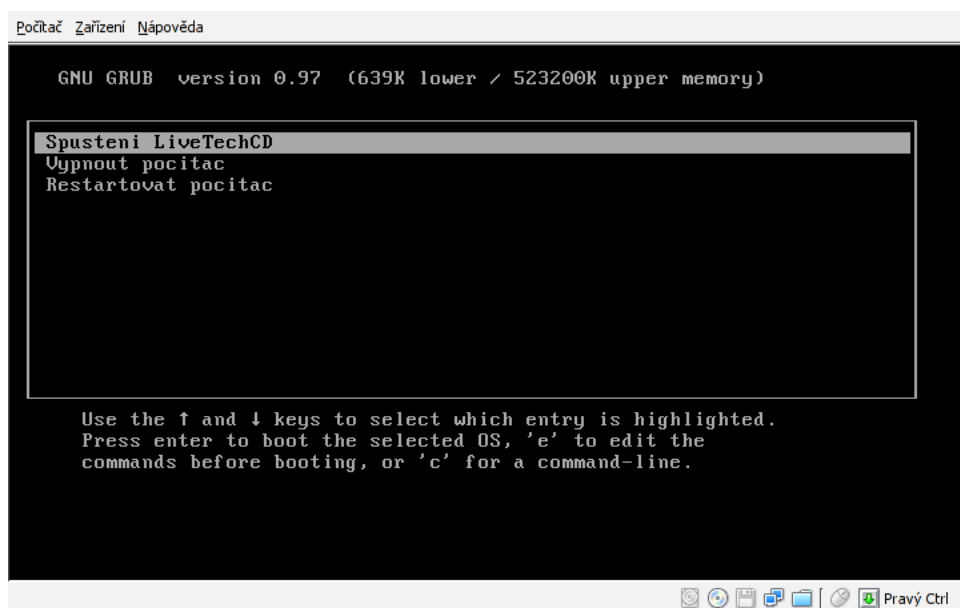 Počítač Zařízení Nápověda
GNU GRUB version 0.97 (639K lower / 523200K upper memory)
Spusteni LiveTechCD
Vypnout pocitac
Restartovat pocitac
Use the ↑ and ↓ keys to select which entry is highlighted.
Press enter to boot the selected OS, 'e' to edit the
commands before booting, or 'c' for a command-line.
Pravý Ctrl